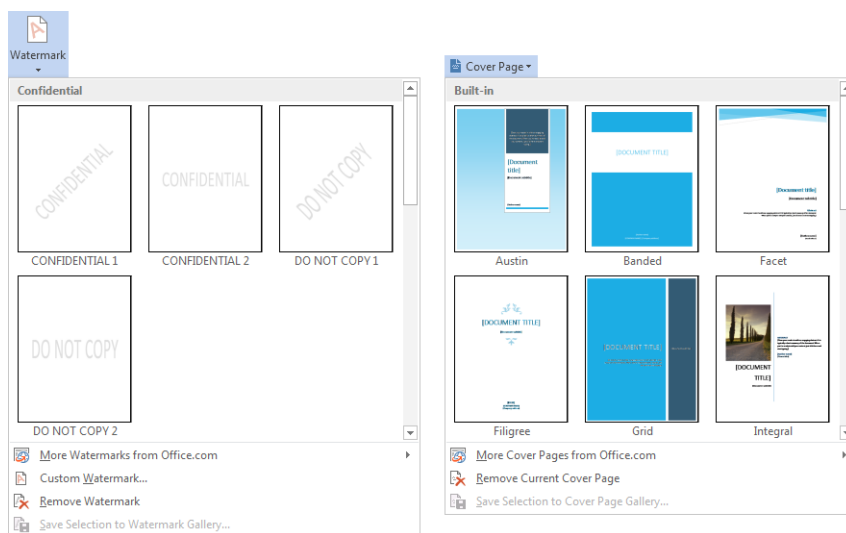 Watermark
Confidential
CONFIDENTIAL
CONFIDENTIAL
DO NOT COPY
CONFIDENTIAL 1
CONFIDENTIAL 2
DO NOT COPY 1
DO NOT COPY
DO NOT COPY 2
More Watermarks from Office.com
Custom Watermark...
Remove Watermark
Save Selection to Watermark Gallery...
Cover Page
Built-in
[Document
title]
[DOCUMENT TITLE]
[Document title]
Austin
Banded
Facet
[DOCUMENT TITLE]
[DOCUMENT TITLE]
[DOCUMENT
TITLE]
Filigree
Grid
Integral
More Cover Pages from Office.com
Remove Current Cover Page
Save Selection to Cover Page Gallery...